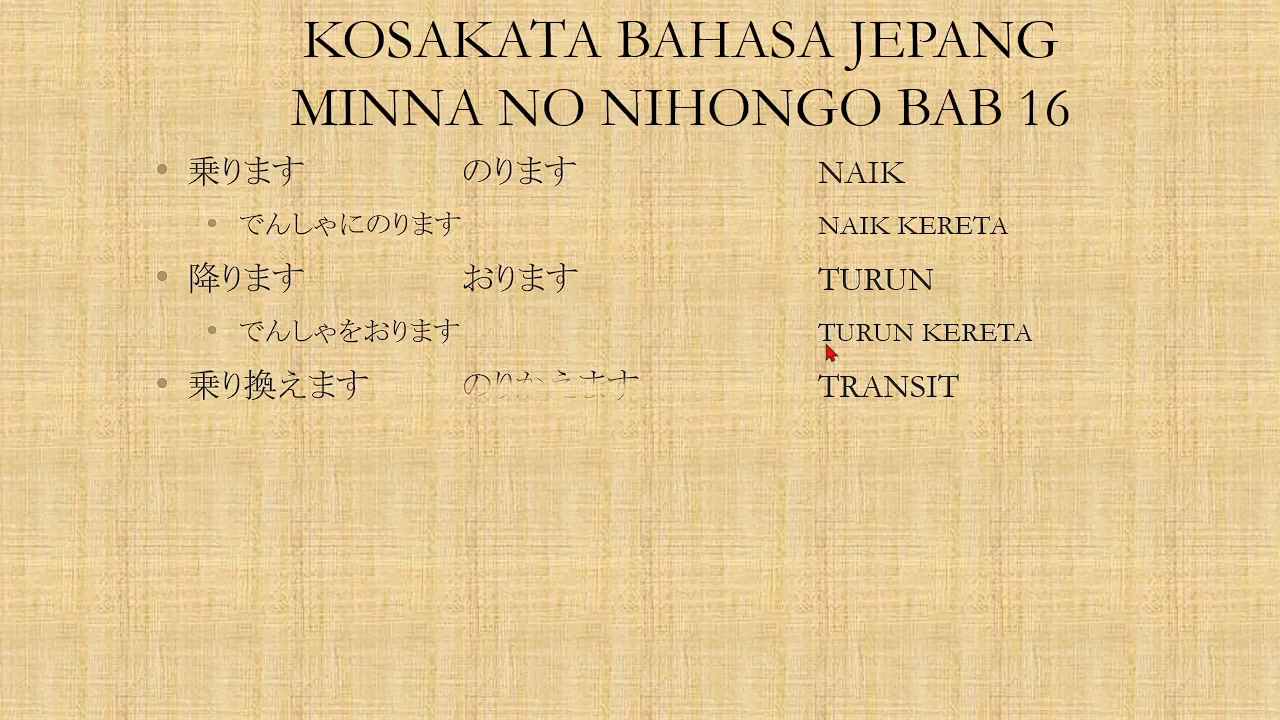 KOSAKATA BAHASA JEPANG
MINNA NO NIHONGO BAB 16
乗ります のります NAIK
でんしゃにのります NAIK KERETA
降ります おります TURUN
でんしゃをおります TURUN KERETA
乗り換えます のりかえます TRANSIT